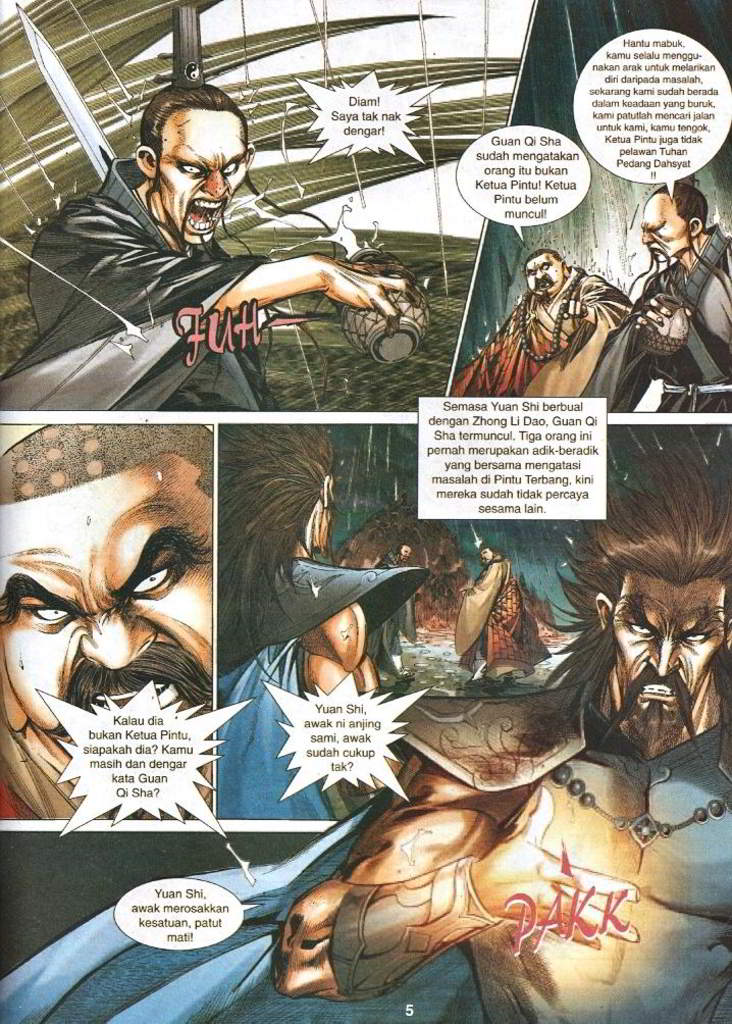 Diam!
Saya tak nak
dengar!
FUH
Hantu mabuk,
kamu selalu menggu-
nakan arak untuk melarikan
diri daripada masalah,
sekarang kami sudah berada
dalam keadaan yang buruk,
kami patutlah mencari jalan
untuk kami, kamu tengok,
Ketua Pintu juga tidak
pelawan Tuhan
Pedang Dahsyat
!!
Guan Qi Sha
sudah mengatakan
orang itu bukan
Ketua Pintu! Ketua
Pintu belum
muncul!
Semasa Yuan Shi berbual
dengan Zhong Li Dao, Guan Qi
Sha termuncul. Tiga orang ini
pernah merupakan adik-beradik
yang bersama mengatasi
masalah di Pintu Terbang, kini
mereka sudah tidak percaya
sesama lain.
Kalau dia
bukan Ketua Pintu,
siapakah dia? Kamu
masih dan dengar
kata Guan
Qi Sha?
Yuan Shi,
awak ni anjing
sami, awak
sudah cukup
tak?
Yuan Shi,
awak merosakkan
kesatuan, patut
mati!
PAKK
5